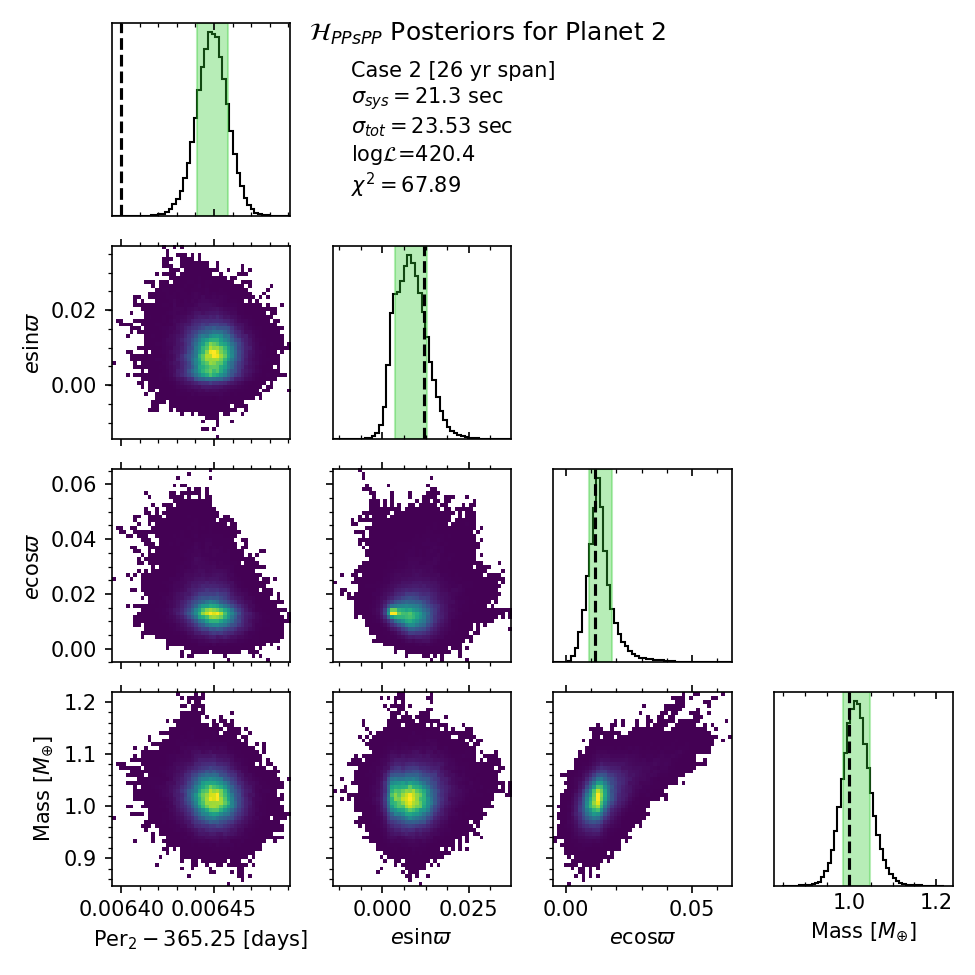 ℋ_PPsPP Posteriors for Planet 2
Case 2 [26 yr span]
σ_sys = 21.3 sec
σ_tot = 23.53 sec
logℒ=420.4
χ² = 67.89
0.02
0.00
esinϖ
0.06
0.04
0.02
0.00
ecosϖ
1.2
1.1
1.0
0.9
Mass [M⊕]
0.00640 0.00645
0.000 0.025
0.00 0.05
1.0 1.2
Per₂ − 365.25 [days]
esinϖ
ecosϖ
Mass [M⊕]